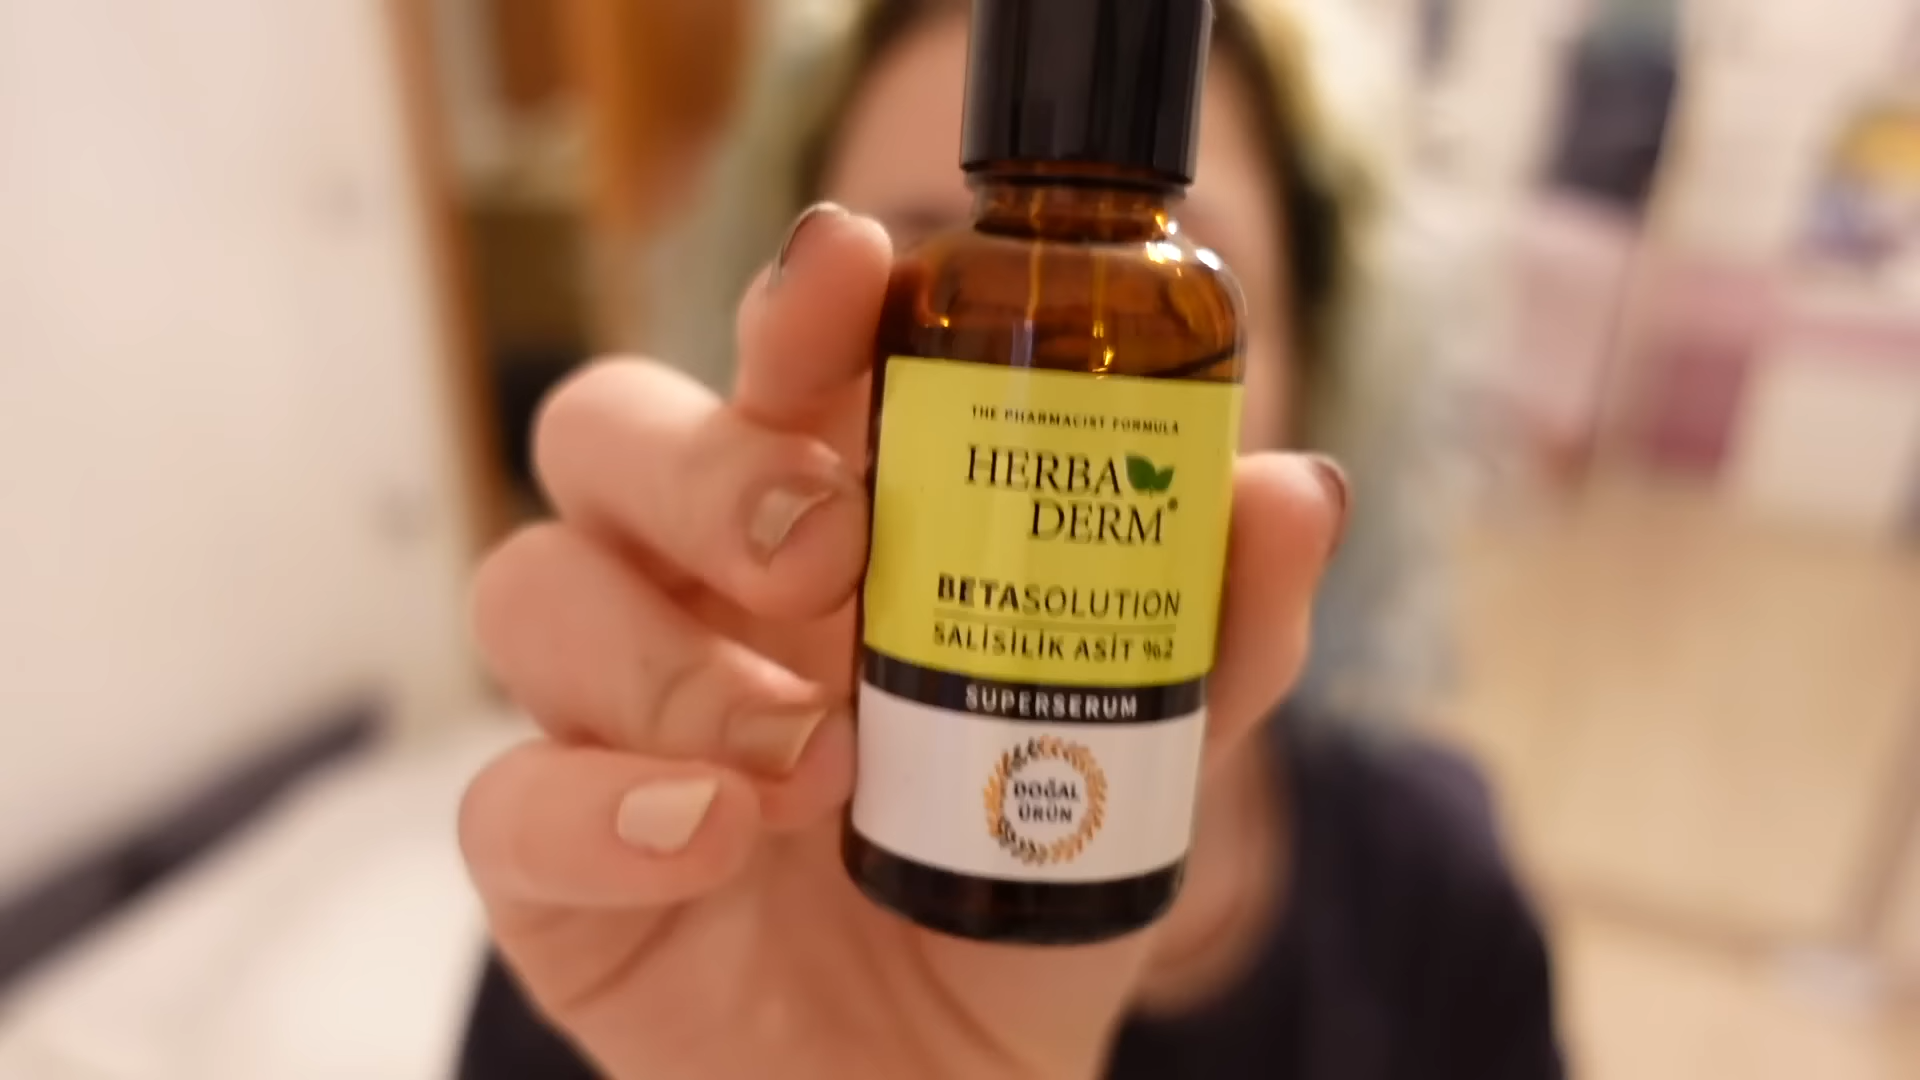 THE PHARMACIST FORMULA
HERBA
DERM®
BETASOLUTION
SALİSİLİK ASİT %2
SUPERSERUM
DOĞAL
ÜRÜN